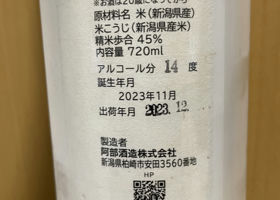 ※お酒は20歳になってから
原材料名 米(新潟県産)
米こうじ(新潟県産米)
精米歩合 45%
内容量 720ml
アルコール分 14 度
誕生年月
2023年11月
出荷年月 2023.12.
製造者
阿部酒造株式会社
新潟県柏崎市安田3560番地
HP